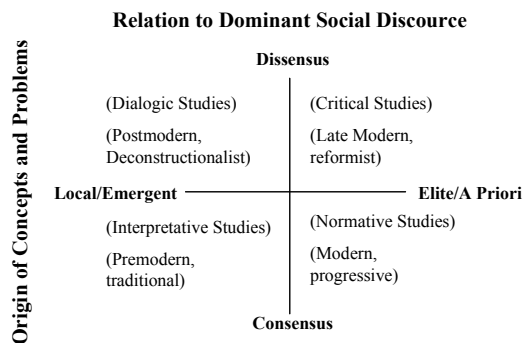 Relation to Dominant Social Discource
Origin of Concepts and Problems
Dissensus
(Dialogic Studies)
(Postmodern,
Deconstructionalist)
(Critical Studies)
(Late Modern,
reformist)
Local/Emergent
Elite/A Priori
(Interpretative Studies)
(Premodern,
traditional)
(Normative Studies)
(Modern,
progressive)
Consensus